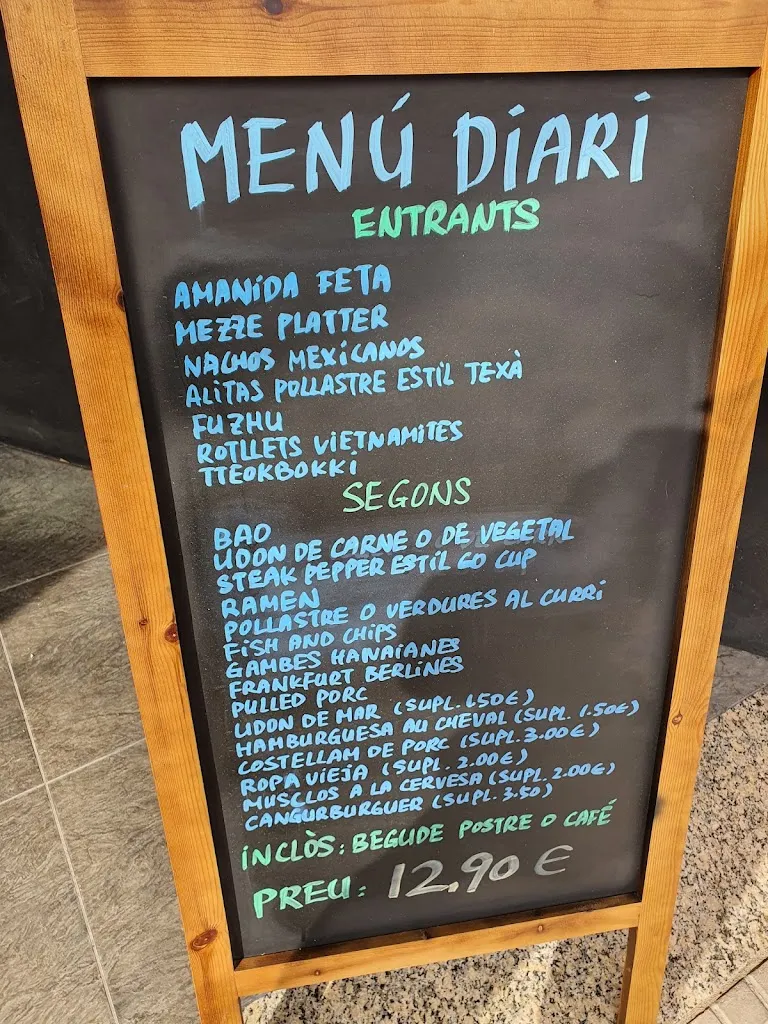 MENÚ DIARI
ENTRANTS
AMANIDA FETA
MEZZE PLATTER
NACHOS MEXICANOS
ALITAS POLLASTRE ESTIL TEXÀ
FUZHU
ROTLLETS VIETNAMITES
TTEOKBOKKI
SEGONS
BAO
UDON DE CARNE O DE VEGETAL
STEAK PEPPER ESTIL GO CUP
RAMEN
POLLASTRE O VERDURES AL CURRI
FISH AND CHIPS
GAMBES HAWAIANES
FRANKFURT BERLINES
PULLED PORC
UDON DE MAR (SUPL. 1.50€)
HAMBURGUESA AU CHEVAL (SUPL. 1.50€)
COSTELLAM DE PORC (SUPL. 3.00€)
ROPA VIEJA (SUPL. 2.00€)
MUSCLOS A LA CERVESA (SUPL. 2.00€)
CANGURBURGUER (SUPL. 3.50)
INCLÒS: BEGUDE POSTRE O CAFÉ
PREU: 12,90 €